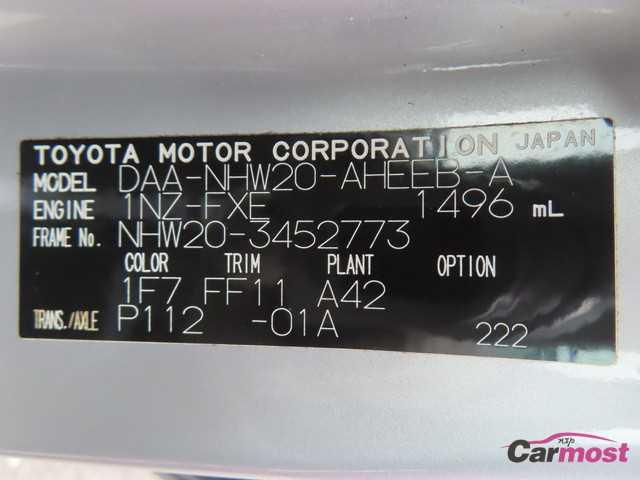 TOYOTA MOTOR CORPORATION JAPAN
MODEL DAA-NHW20-AHEEB-A
ENGINE 1NZ-FXE 1496 mL
FRAME No. NHW20-3452773
COLOR TRIM PLANT OPTION
1F7 FF11 A42
TRANS./AXLE P112 -01A 222
nsp
Carmost